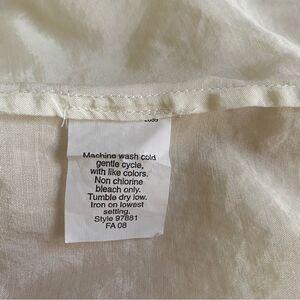 Machine wash cold
gentle cycle,
with like colors.
Non chlorine
bleach only.
Tumble dry low.
Iron on lowest
setting.
Style 97881
FA 08